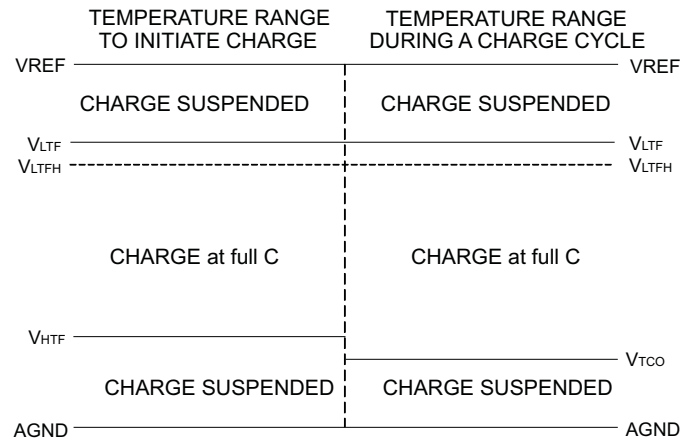 TEMPERATURE RANGE
TO INITIATE CHARGE
TEMPERATURE RANGE
DURING A CHARGE CYCLE
VREF
VREF
CHARGE SUSPENDED
CHARGE SUSPENDED
VLTF
VLTF
VLTFH
VLTFH
CHARGE at full C
CHARGE at full C
VHTF
VTCO
CHARGE SUSPENDED
CHARGE SUSPENDED
AGND
AGND